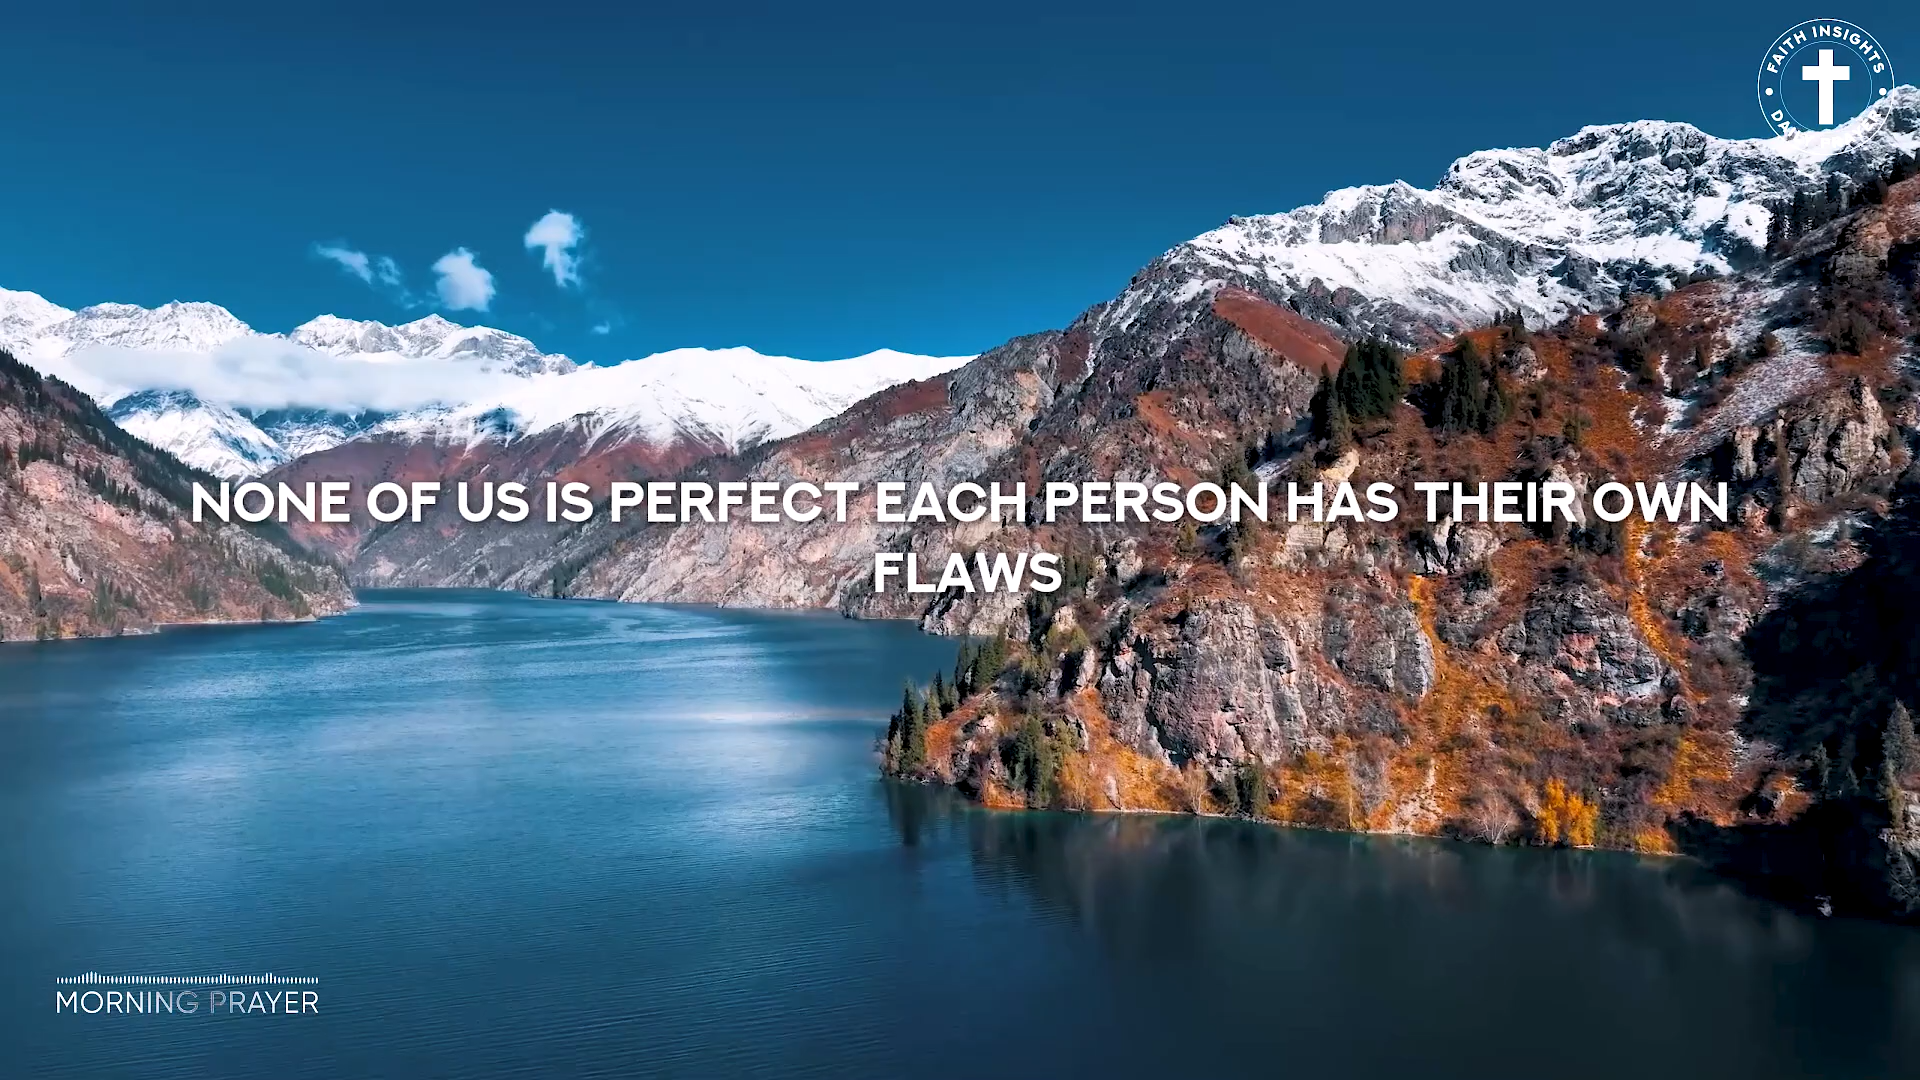 FAITH INSIGHTS
NONE OF US IS PERFECT EACH PERSON HAS THEIR OWN
FLAWS
MORNING PRAYER